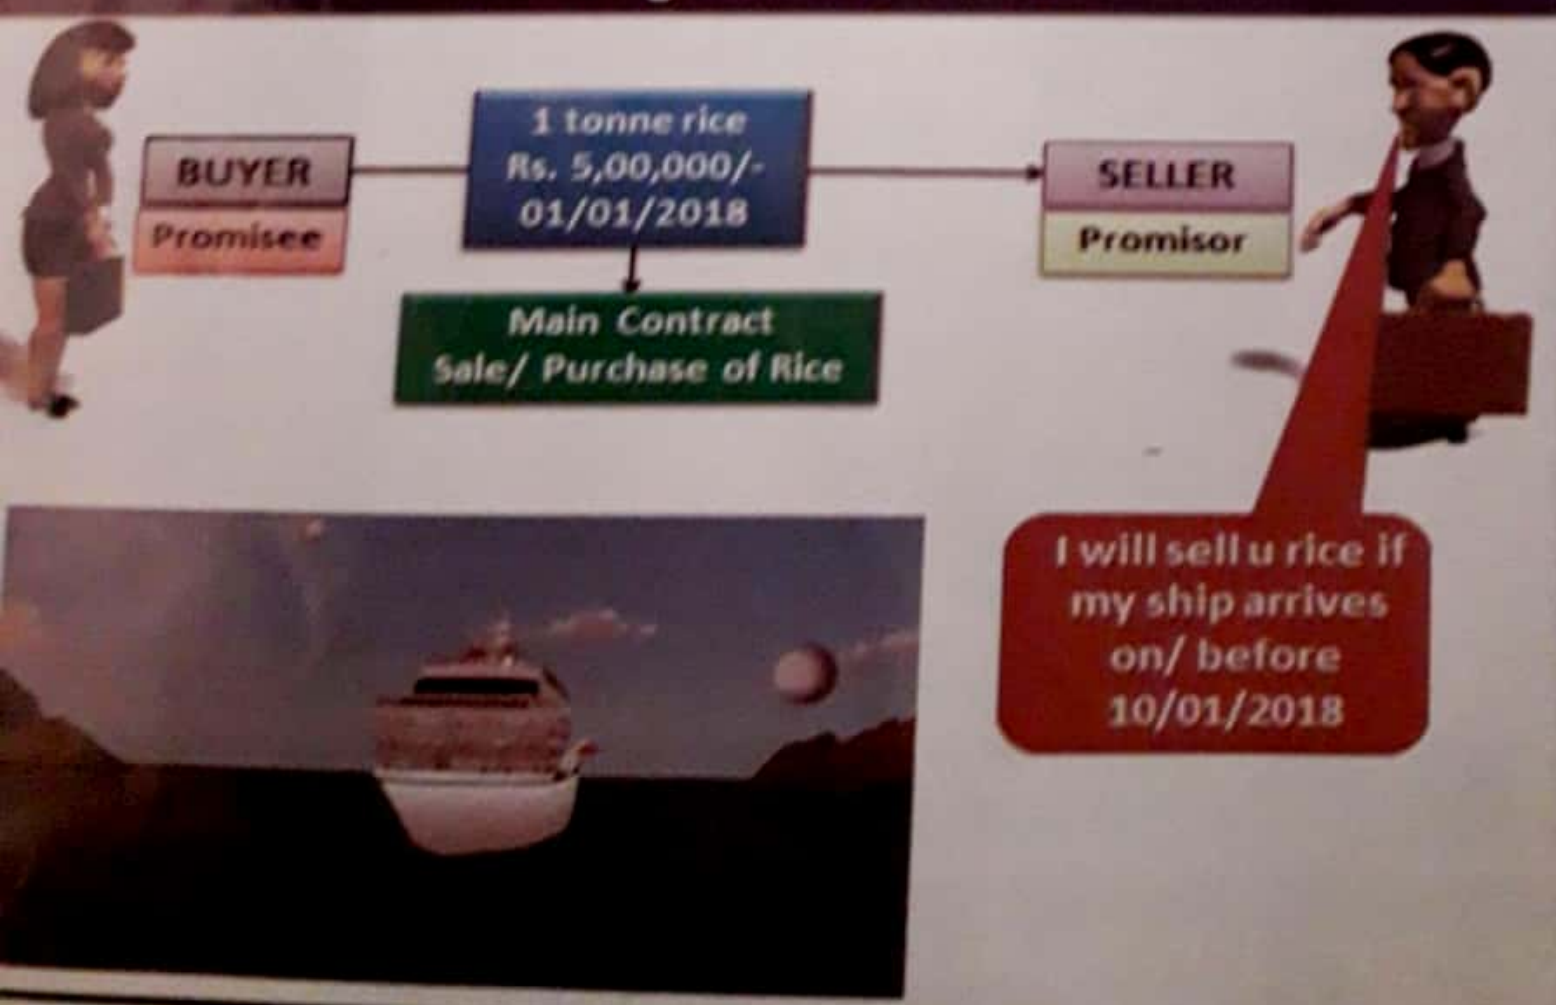 1 tonne rice
Rs. 5,00,000/-
01/01/2018
BUYER
Promisee
SELLER
Promisor
Main Contract
Sale/ Purchase of Rice
I will sell u rice if
my ship arrives
on/ before
10/01/2018